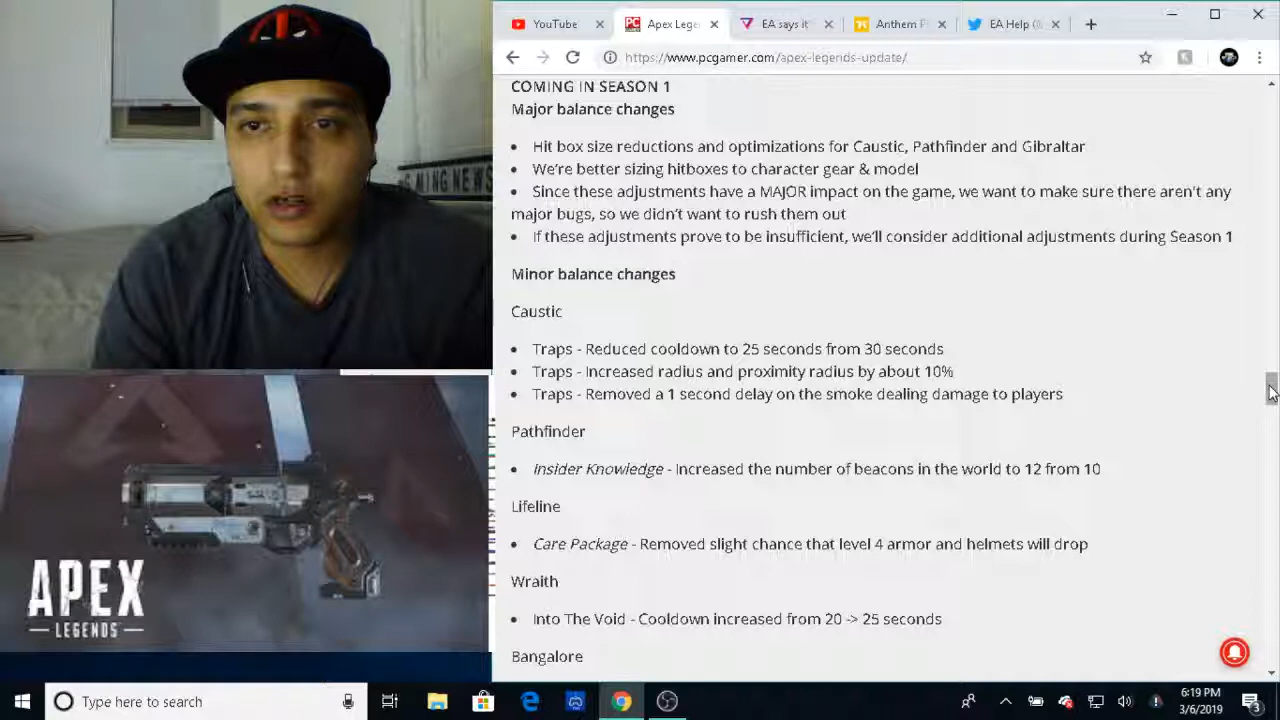 YouTube
Apex Lege
EA says it
Anthem P
EA Help (
https://www.pcgamer.com/apex-legends-update/
COMING IN SEASON 1
Major balance changes
Hit box size reductions and optimizations for Caustic, Pathfinder and Gibraltar
We're better sizing hitboxes to character gear & model
Since these adjustments have a MAJOR impact on the game, we want to make sure there aren't any
major bugs, so we didn't want to rush them out
If these adjustments prove to be insufficient, we'll consider additional adjustments during Season 1
Minor balance changes
Caustic
Traps - Reduced cooldown to 25 seconds from 30 seconds
Traps - Increased radius and proximity radius by about 10%
Traps - Removed a 1 second delay on the smoke dealing damage to players
Pathfinder
Insider Knowledge - Increased the number of beacons in the world to 12 from 10
Lifeline
Care Package - Removed slight chance that level 4 armor and helmets will drop
Wraith
Into The Void - Cooldown increased from 20 -> 25 seconds
Bangalore
MING NEWS
APEX
LEGENDS
Type here to search
8:19 PM
3/6/2019
3